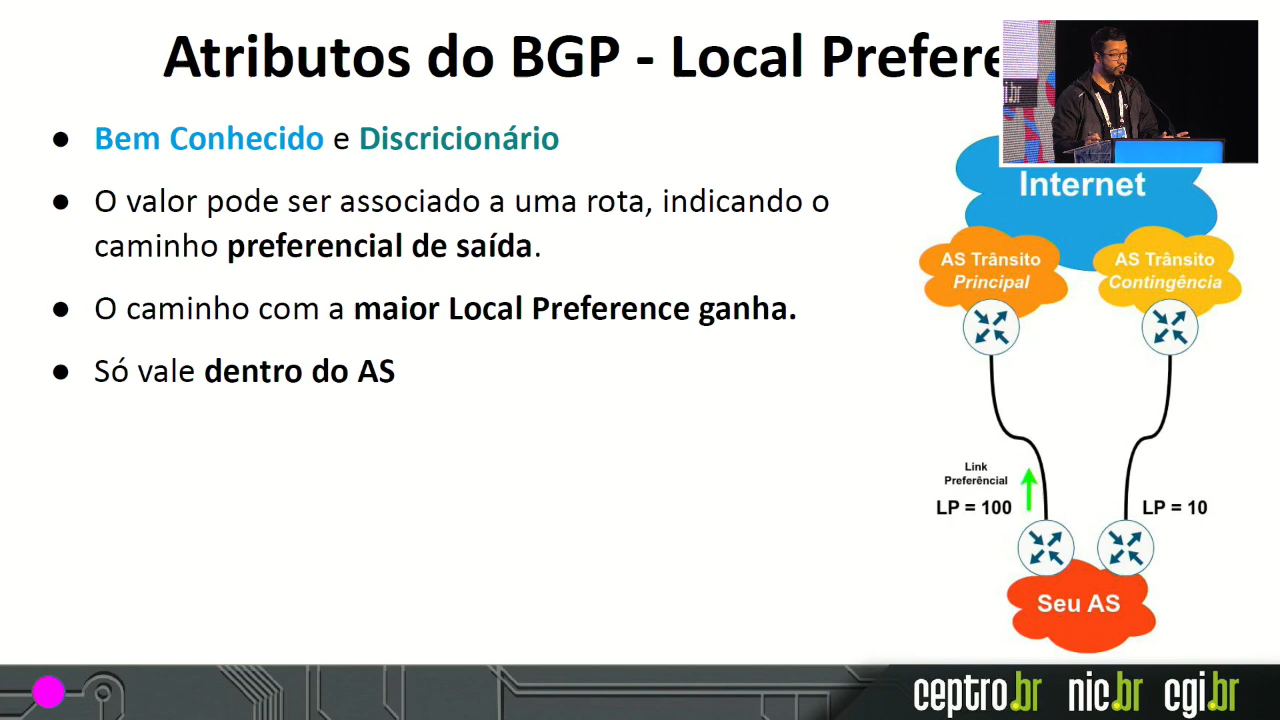 Atributos do BGP - Local Prefere
● Bem Conhecido e Discricionário
● O valor pode ser associado a uma rota, indicando o
caminho preferencial de saída.
● O caminho com a maior Local Preference ganha.
● Só vale dentro do AS
Internet
AS Trânsito
Principal
AS Trânsito
Contingência
Link
Preferêncial
LP = 100
LP = 10
Seu AS
ceptro.br nic.br cgi.br